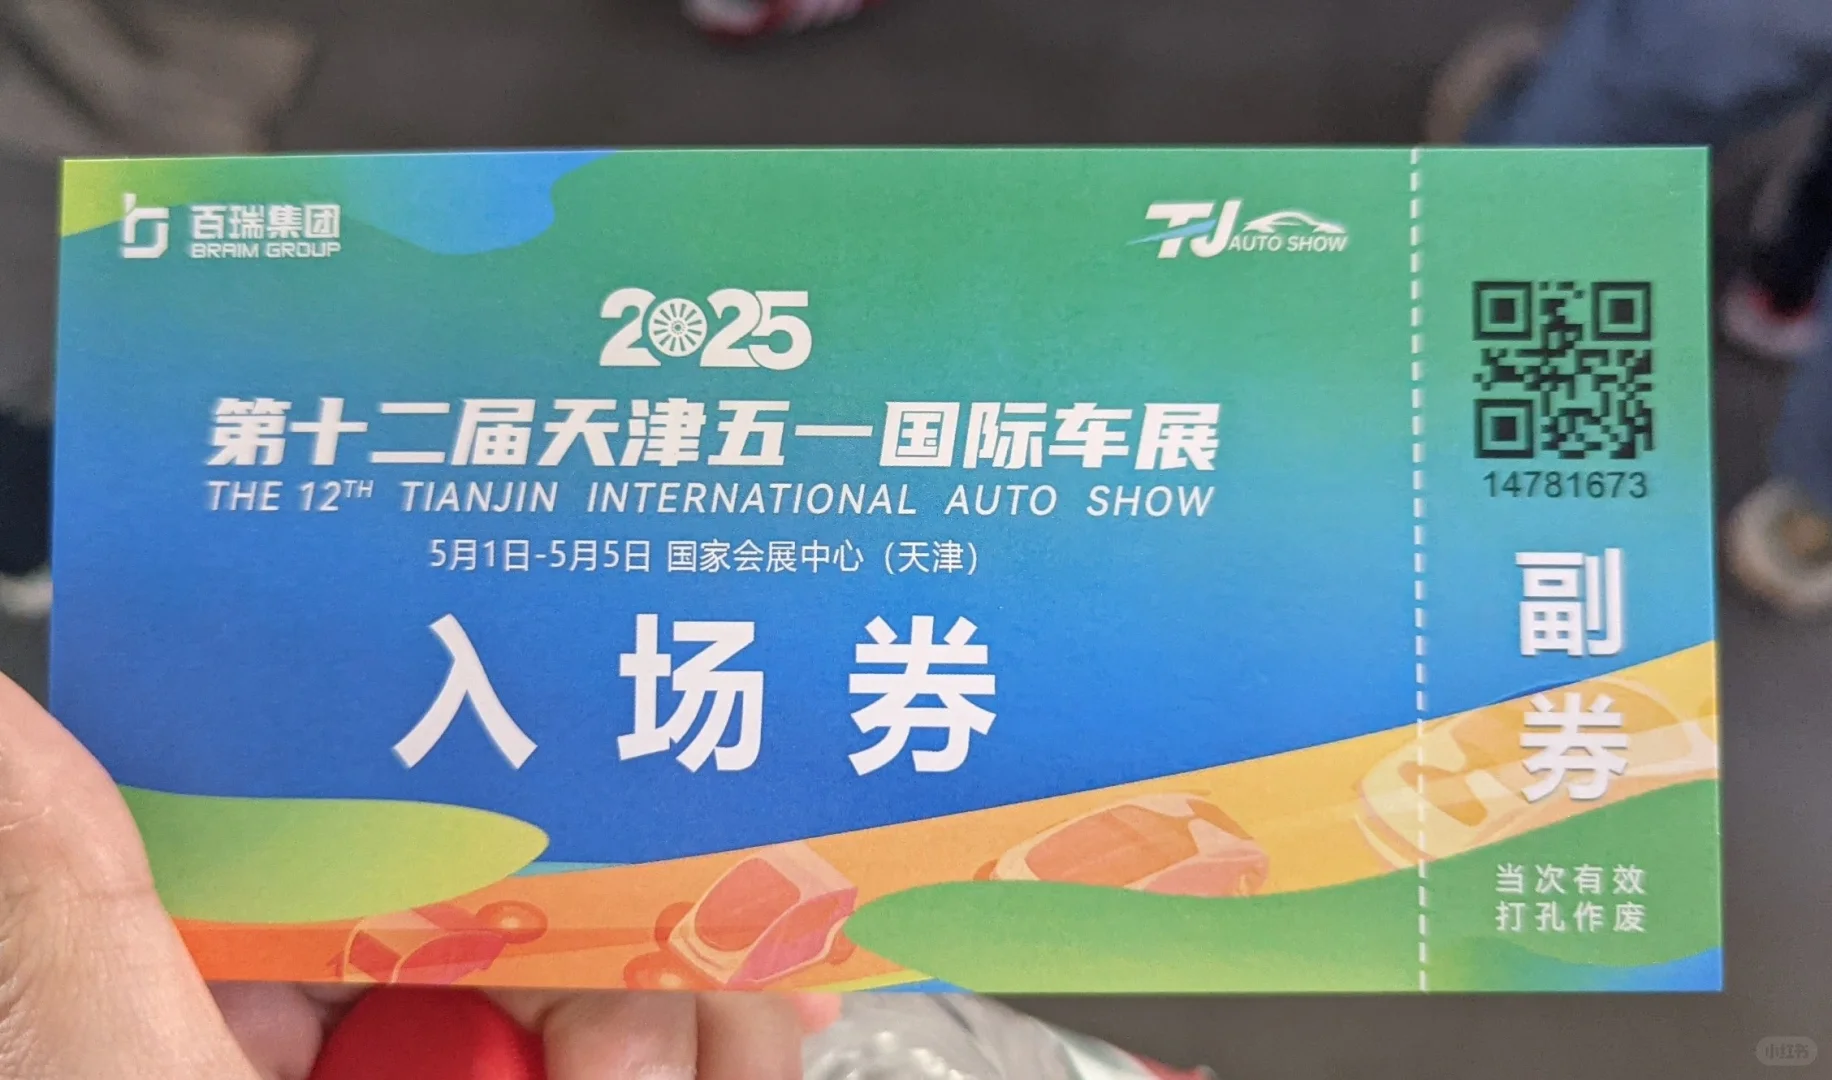 百瑞集团
BRAIM GROUP
TJ AUTO SHOW
2025
第十二届天津五一国际车展
THE 12TH TIANJIN INTERNATIONAL AUTO SHOW
5月1日-5月5日 国家会展中心（天津）
入场券
14781673
副券
当次有效
打孔作废
小红书